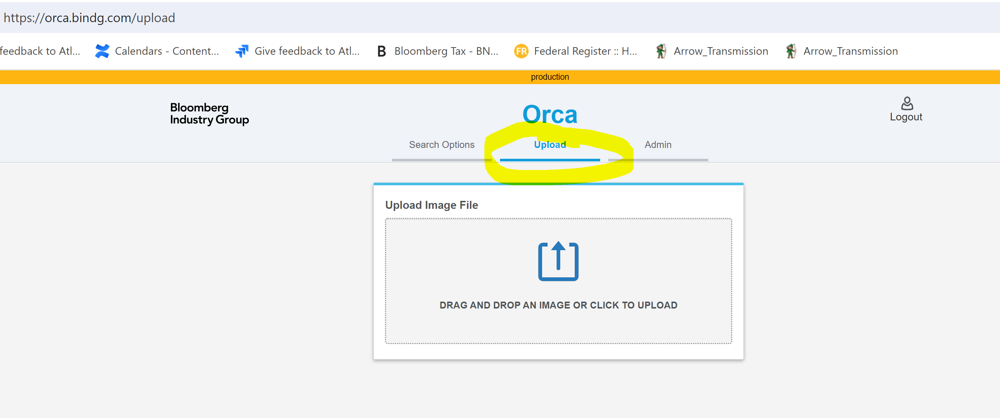 https://orca.bindg.com/upload
feedback to Atl... Calendars - Content... Give feedback to Atl... B Bloomberg Tax - BN... FR Federal Register :: H... Arrow_Transmission Arrow_Transmission
production
Bloomberg
Industry Group
Orca
Logout
Search Options Upload Admin
Upload Image File
DRAG AND DROP AN IMAGE OR CLICK TO UPLOAD